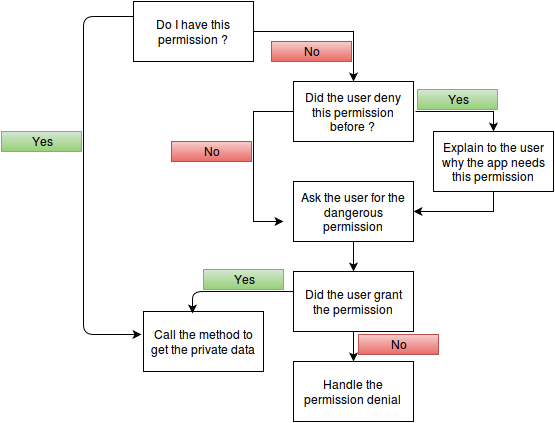 Do I have this
permission ?
No
Yes
Did the user deny
this permission
before ?
Yes
No
Explain to the user
why the app needs
this permission
Ask the user for the
dangerous
permission
Yes
Did the user grant
the permission
Call the method to
get the private data
No
Handle the
permission denial